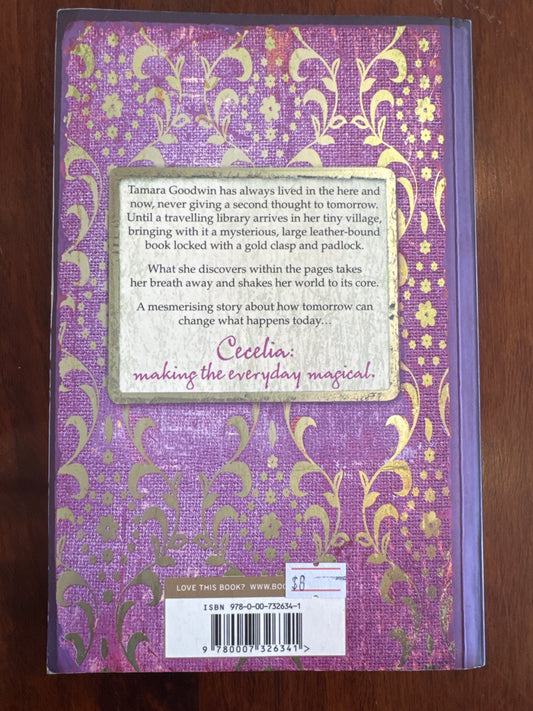 Tamara Goodwin has always lived in the here and
now, never giving a second thought to tomorrow.
Until a travelling library arrives in her tiny village,
bringing with it a mysterious, large leather-bound
book locked with a gold clasp and padlock.
What she discovers within the pages takes
her breath away and shakes her world to its core.
A mesmerising story about how tomorrow can
change what happens today...
Cecelia:
making the everyday magical.
LOVE THIS BOOK? WWW.BOO
$8
ISBN 978-0-00-732634-1
9 780007 326341 >